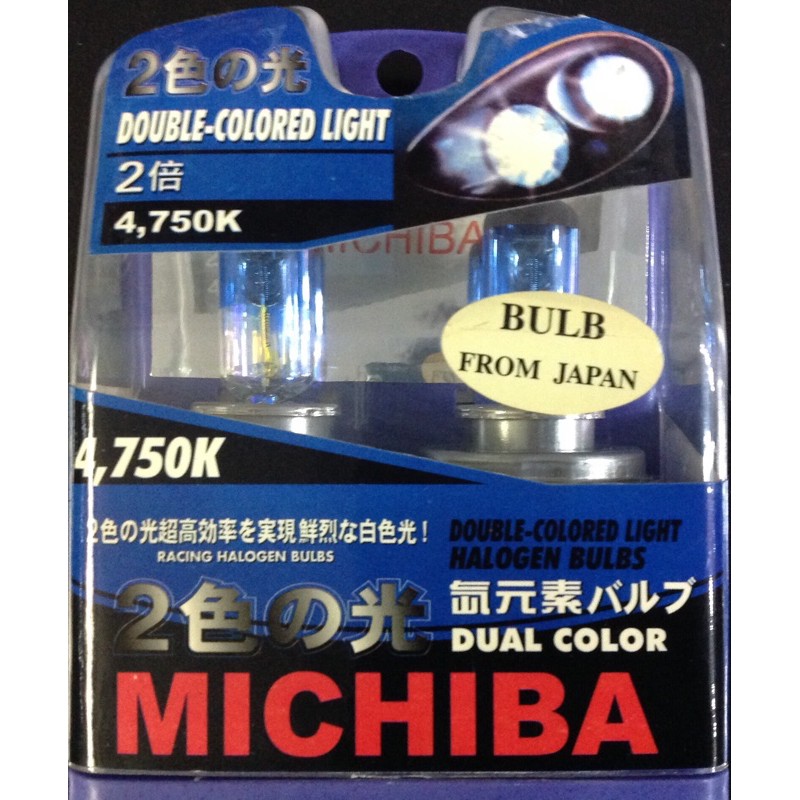 2色の光
DOUBLE-COLORED LIGHT
2倍
4,750K
MICHIBA
BULB
FROM JAPAN
4,750K
2色の光超高効率を実現鮮烈な白色光！
RACING HALOGEN BULBS
DOUBLE-COLORED LIGHT
HALOGEN BULBS
2色の光
氙元素バルブ
DUAL COLOR
MICHIBA